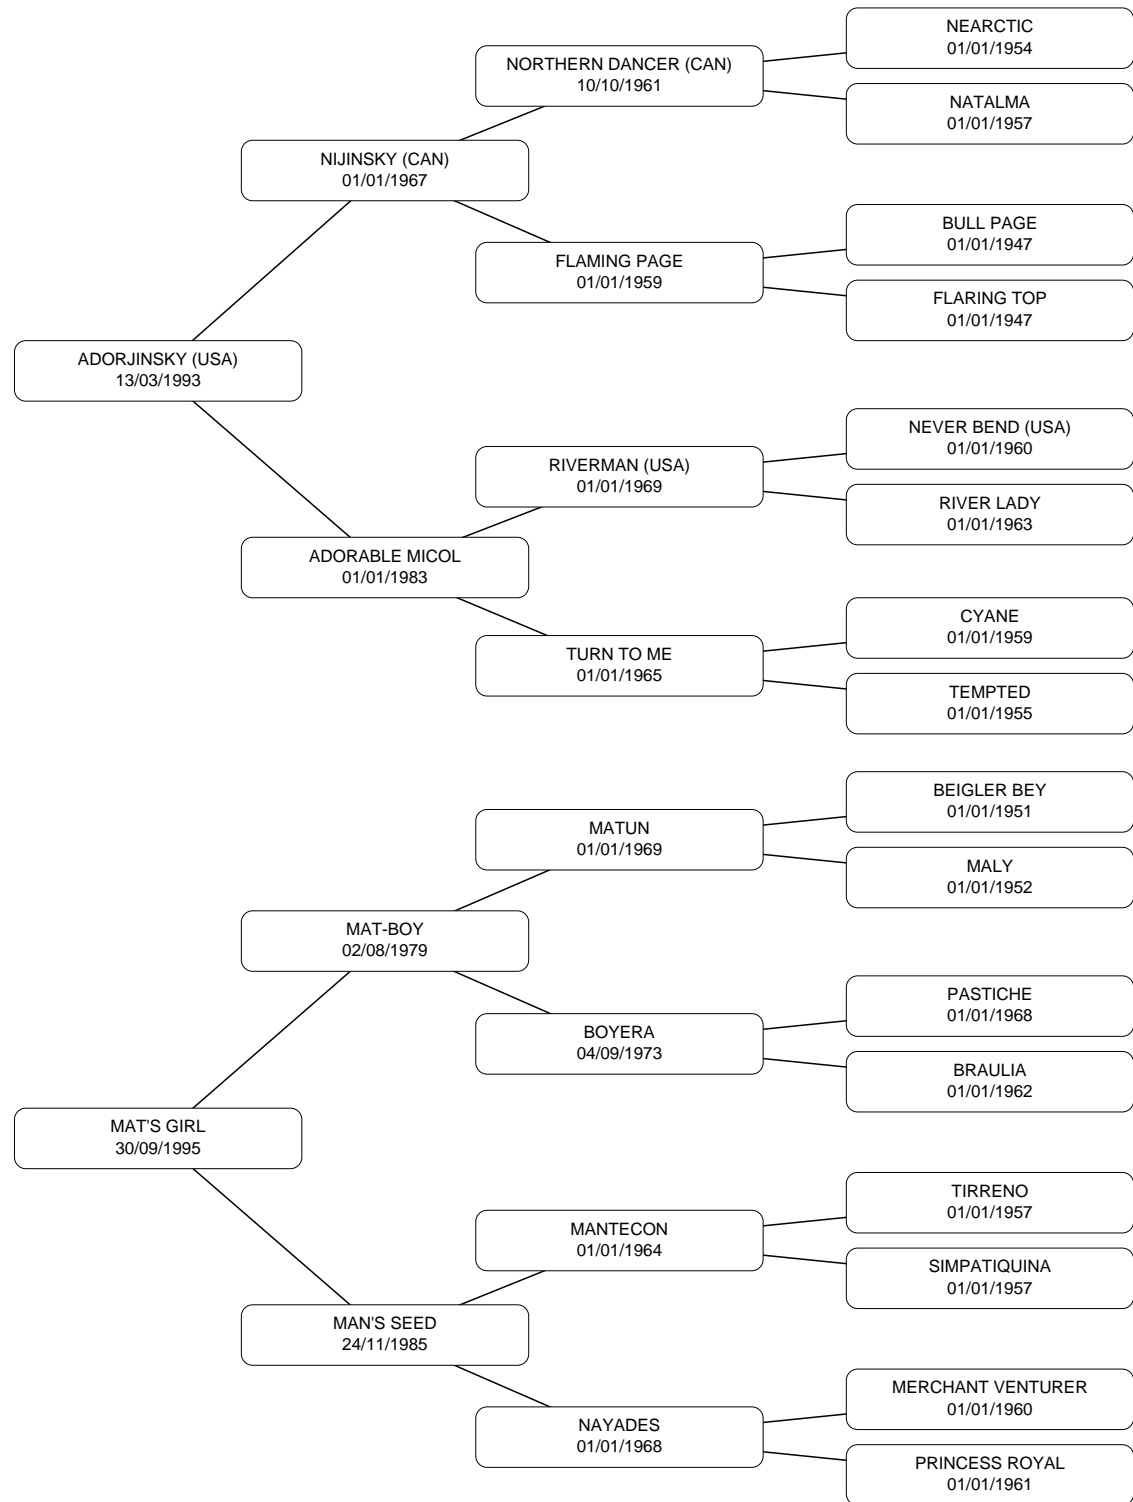 NEARCTIC
01/01/1954
NORTHERN DANCER (CAN)
10/10/1961
NATALMA
01/01/1957
NIJINSKY (CAN)
01/01/1967
BULL PAGE
01/01/1947
FLAMING PAGE
01/01/1959
FLARING TOP
01/01/1947
ADORJINSKY (USA)
13/03/1993
NEVER BEND (USA)
01/01/1960
RIVERMAN (USA)
01/01/1969
RIVER LADY
01/01/1963
ADORABLE MICOL
01/01/1983
CYANE
01/01/1959
TURN TO ME
01/01/1965
TEMPTED
01/01/1955
BEIGLER BEY
01/01/1951
MATUN
01/01/1969
MALY
01/01/1952
MAT-BOY
02/08/1979
PASTICHE
01/01/1968
BOYERA
04/09/1973
BRAULIA
01/01/1962
MAT'S GIRL
30/09/1995
TIRRENO
01/01/1957
MANTECON
01/01/1964
SIMPATIQUINA
01/01/1957
MAN'S SEED
24/11/1985
MERCHANT VENTURER
01/01/1960
NAYADES
01/01/1968
PRINCESS ROYAL
01/01/1961